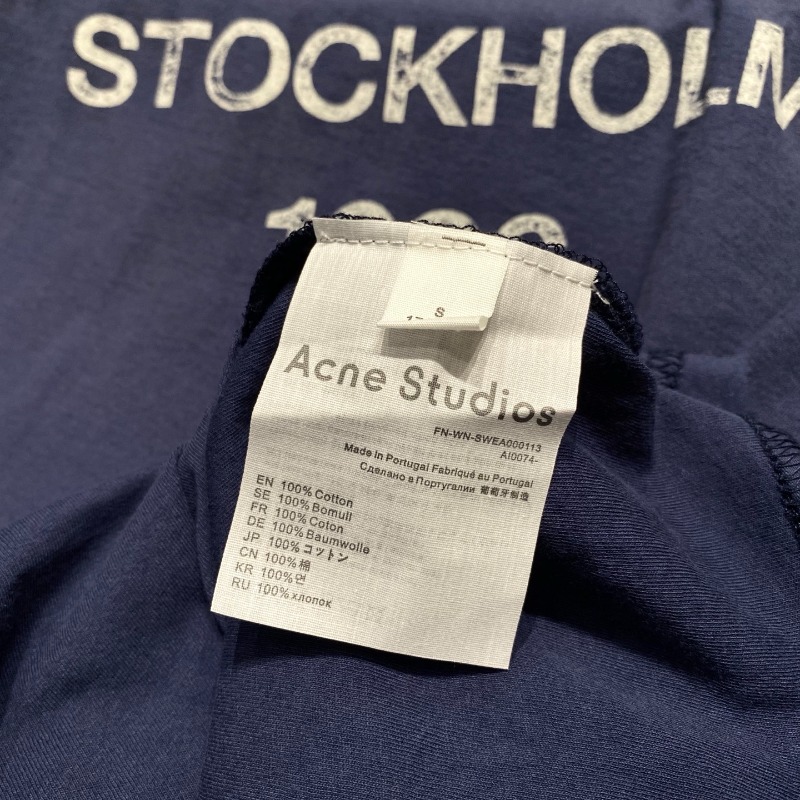 STOCKHOLM
S
Acne Studios
FN-WN-SWEA000113
AI0074-
Made in Portugal Fabriqué au Portugal
Сделано в Португалии 葡萄牙制造
EN 100% Cotton
SE 100% Bomull
FR 100% Coton
DE 100% Baumwolle
JP 100% コットン
CN 100% 棉
KR 100% 면
RU 100% хлопок